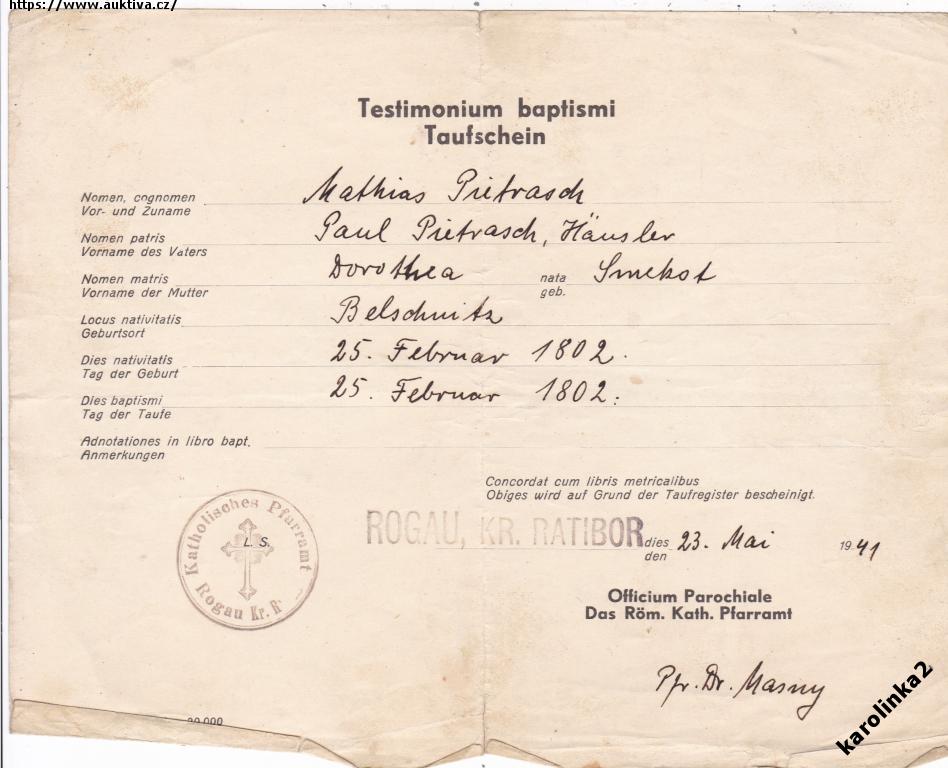 https://www.auktiva.cz/
Testimonium baptismi
Taufschein
Nomen, cognomen Mathias Pietrasch
Vor- und Zuname
Nomen patris Paul Pietrasch, Häusler
Vorname des Vaters
Nomen matris Dorothea nata Smekot
Vorname der Mutter geb.
Locus nativitatis Belschnitz
Geburtsort
Dies nativitatis 25. Februar 1802.
Tag der Geburt
Dies baptismi 25. Februar 1802.
Tag der Taufe
Adnotationes in libro bapt.
Anmerkungen
Concordat cum libris metricalibus
Obiges wird auf Grund der Taufregister bescheinigt.
Katholisches Pfarramt
L. S.
Rogau Kr. R
ROGAU, KR. RATIBOR dies 23. Mai 1941
den
Officium Parochiale
Das Röm. Kath. Pfarramt
Pfr. Dr. Masny
karolinka2